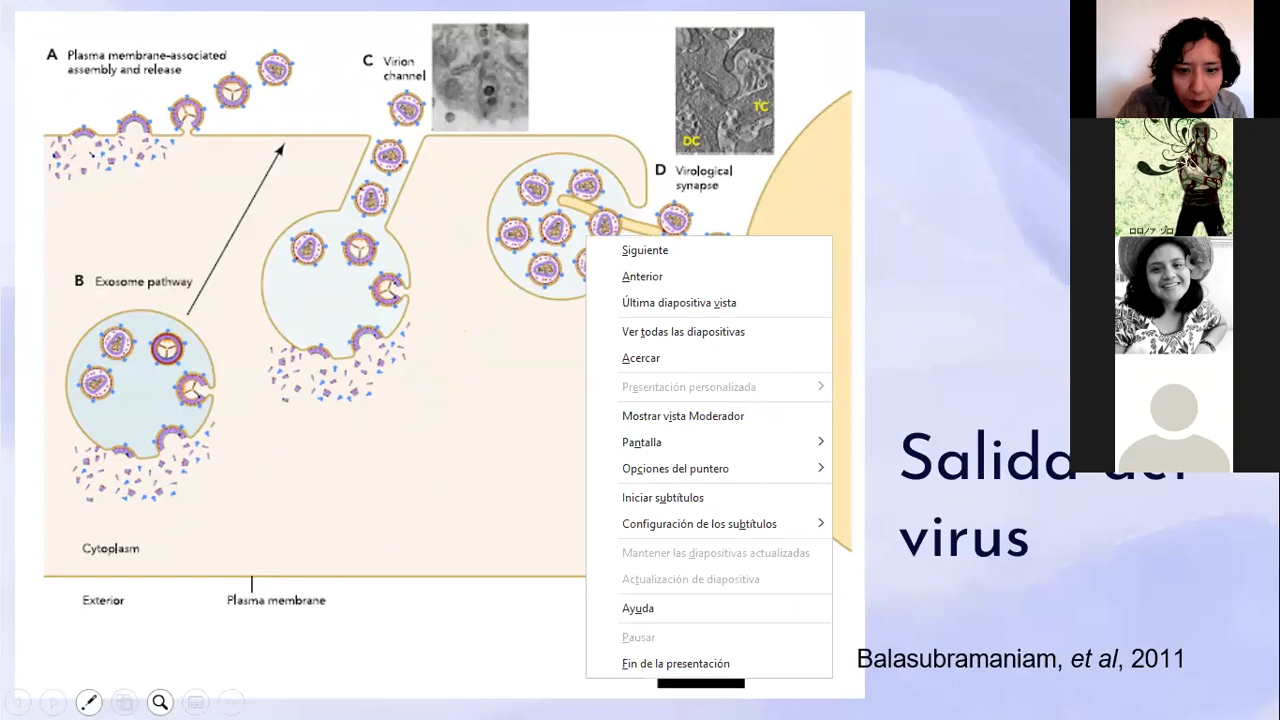 A Plasma membrane-associated
assembly and release
C Virion
channel
TC
DC
D Virological
synapse
B Exosome pathway
Cytoplasm
Exterior
Plasma membrane
Siguiente
Anterior
Última diapositiva vista
Ver todas las diapositivas
Acercar
Presentación personalizada
Mostrar vista Moderador
Pantalla
Opciones del puntero
Iniciar subtítulos
Configuración de los subtítulos
Mantener las diapositivas actualizadas
Actualización de diapositiva
Ayuda
Pausar
Fin de la presentación
Salida del
virus
Balasubramaniam, et al, 2011